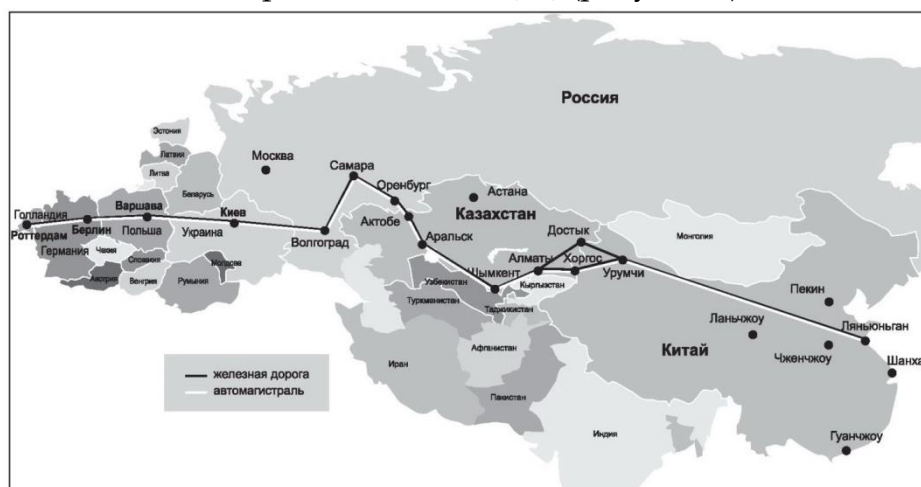 Россия
Эстония
Латвия
Литва
Москва
Самара
Беларусь
Оренбург
Астана
Варшава
Киев
Казахстан
Голландия
Актобе
Роттердам
Берлин
Польша
Украина
Волгоград
Аральск
Достык
Монголия
Германия
Чехия
Словакия
Молдова
Алматы
Хоргос
Шымкент
Урумчи
Австрия
Венгрия
Румыния
Узбекистан
Кыргызстан
Пекин
Туркменистан
Таджикистан
Ланьчжоу
Ляньюньган
Афганистан
Китай
Чженчжоу
Шанха
Иран
железная дорога
автомагистраль
Пакистан
Индия
Гуанчжоу